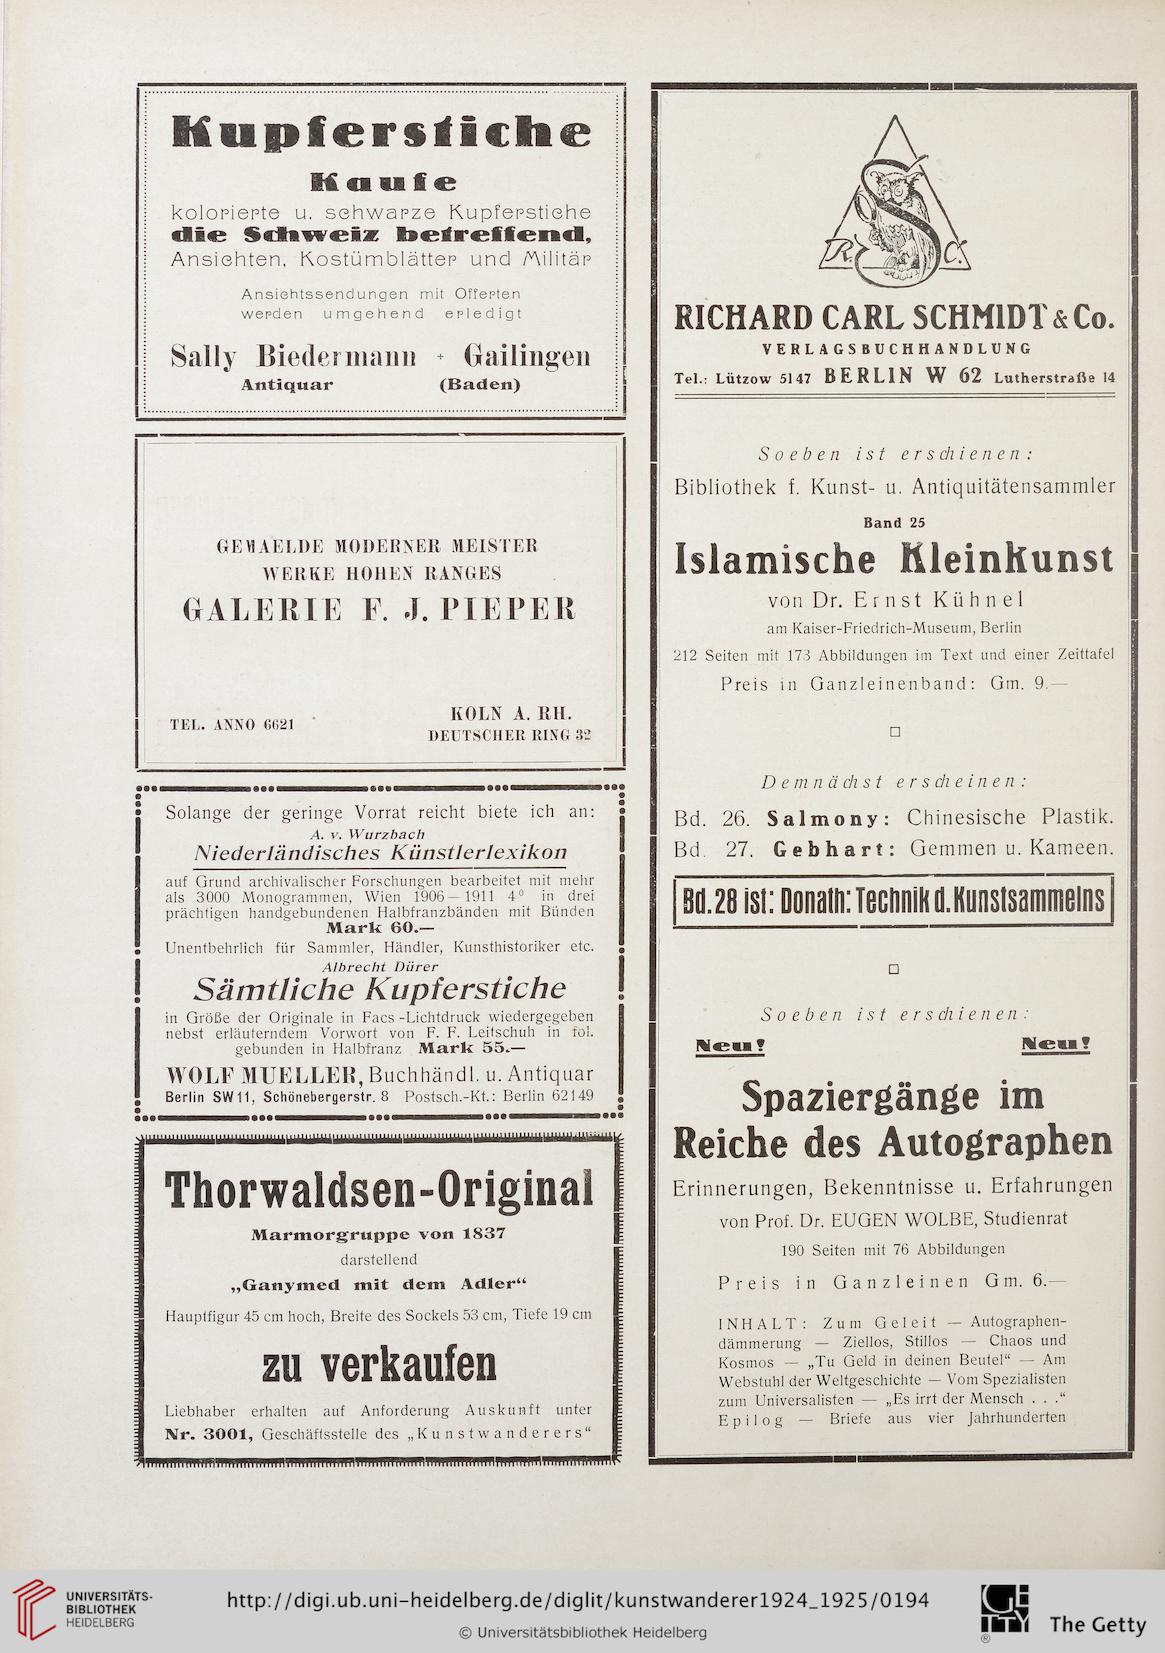 Kupferstiche
Kaufe
kolorierte u. schwarze Kupferstiche
die Schweiz betreffend,
Ansichten, Kostümblätter und Militär
Ansichtssendungen mit Offerten
werden umgehend erledigt
Sally Biedermann + Gailingen
Antiquar (Baden)
GEMAELDE MODERNER MEISTER
WERKE HOHEN RANGES
GALERIE F. J. PIEPER
TEL. ANNO 6621
KOLN A. RH.
DEUTSCHER RING 32
Solange der geringe Vorrat reicht biete ich an:
A. v. Wurzbach
Niederländisches Künstlerlexikon
auf Grund archivalischer Forschungen bearbeitet mit mehr
als 3000 Monogrammen, Wien 1906—1911 4⁰ in drei
prächtigen handgebundenen Halbfranzbänden mit Bünden
Mark 60.—
Unentbehrlich für Sammler, Händler, Kunsthistoriker etc.
Albrecht Dürer
Sämtliche Kupferstiche
in Größe der Originale in Facs-Lichtdruck wiedergegeben
nebst erläuterndem Vorwort von F. F. Leitschuh in fol.
gebunden in Halbfranz Mark 55.—
WOLF MUELLER, Buchhändl. u. Antiquar
Berlin SW11, Schönebergerstr. 8 Postsch.-Kt.: Berlin 62149
Thorwaldsen-Original
Marmorgruppe von 1837
darstellend
„Ganymed mit dem Adler“
Hauptfigur 45 cm hoch, Breite des Sockels 53 cm, Tiefe 19 cm
zu verkaufen
Liebhaber erhalten auf Anforderung Auskunft unter
Nr. 3001, Geschäftsstelle des „Kunstwanderers“
R. S C.
RICHARD CARL SCHMIDT & Co.
VERLAGSBUCHHANDLUNG
Tel.: Lützow 5147 BERLIN W 62 Lutherstraße 14
Soeben ist erschienen:
Bibliothek f. Kunst- u. Antiquitätensammler
Band 25
Islamische Kleinkunst
von Dr. Ernst Kühnel
am Kaiser-Friedrich-Museum, Berlin
212 Seiten mit 173 Abbildungen im Text und einer Zeittafel
Preis in Ganzleinenband: Gm. 9.—
Demnächst erscheinen:
Bd. 26. Salmony: Chinesische Plastik.
Bd. 27. Gebhart: Gemmen u. Kameen.
Bd. 28 ist: Donath: Technik d. Kunstsammelns
Soeben ist erschienen:
Neu! Neu!
Spaziergänge im
Reiche des Autographen
Erinnerungen, Bekenntnisse u. Erfahrungen
von Prof. Dr. EUGEN WOLBE, Studienrat
190 Seiten mit 76 Abbildungen
Preis in Ganzleinen Gm. 6.—
INHALT: Zum Geleit — Autographen-
dämmerung — Ziellos, Stillos — Chaos und
Kosmos — „Tu Geld in deinen Beutel“ — Am
Webstuhl der Weltgeschichte — Vom Spezialisten
zum Universalisten — „Es irrt der Mensch . . .“
Epilog — Briefe aus vier Jahrhunderten
UNIVERSITÄTS-
BIBLIOTHEK
HEIDELBERG
http://digi.ub.uni-heidelberg.de/diglit/kunstwanderer1924_1925/0194
© Universitätsbibliothek Heidelberg
GETTY
®
The Getty